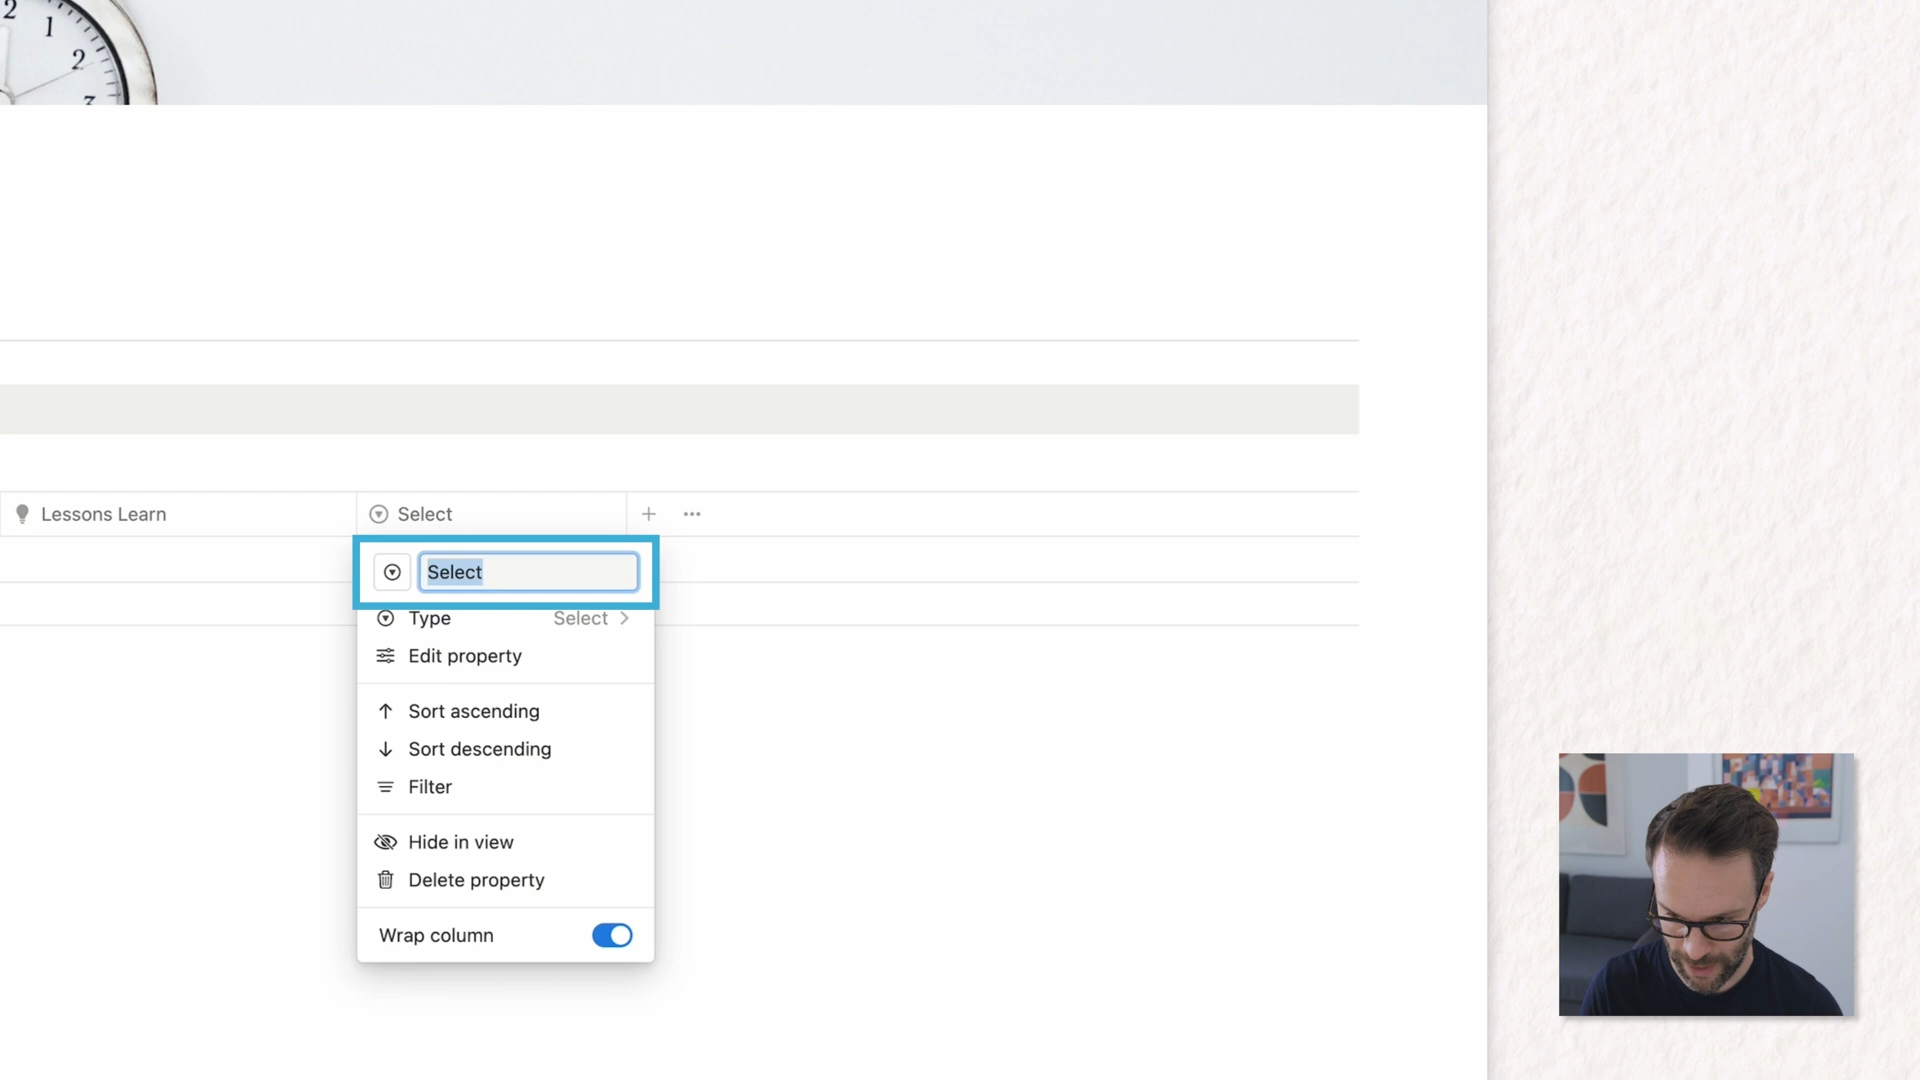 2
1
2
3
Lessons Learn
Select
Select
Type
Select
Edit property
Sort ascending
Sort descending
Filter
Hide in view
Delete property
Wrap column